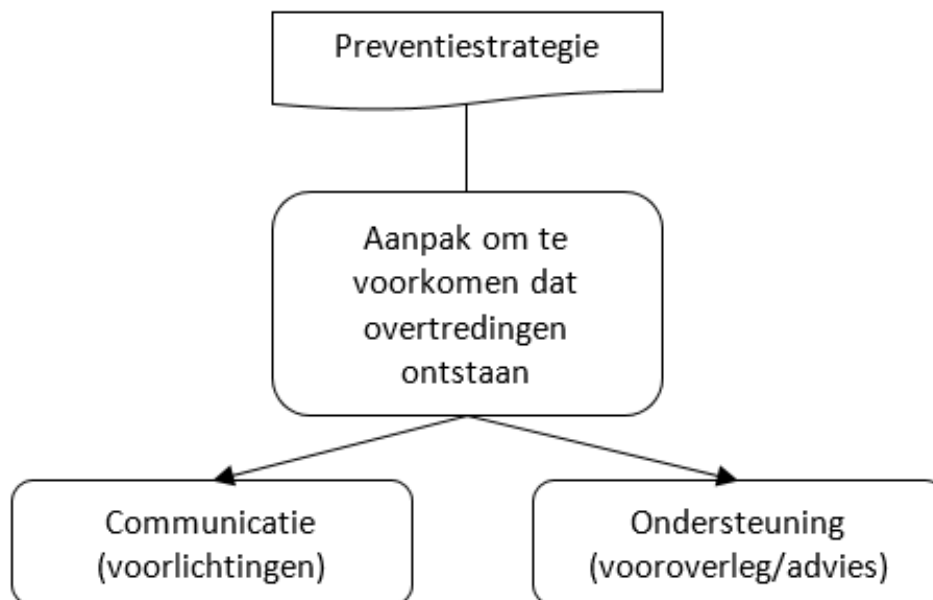 Preventiestrategie
Aanpak om te
voorkomen dat
overtredingen
ontstaan
Communicatie
(voorlichtingen)
Ondersteuning
(vooroverleg/advies)